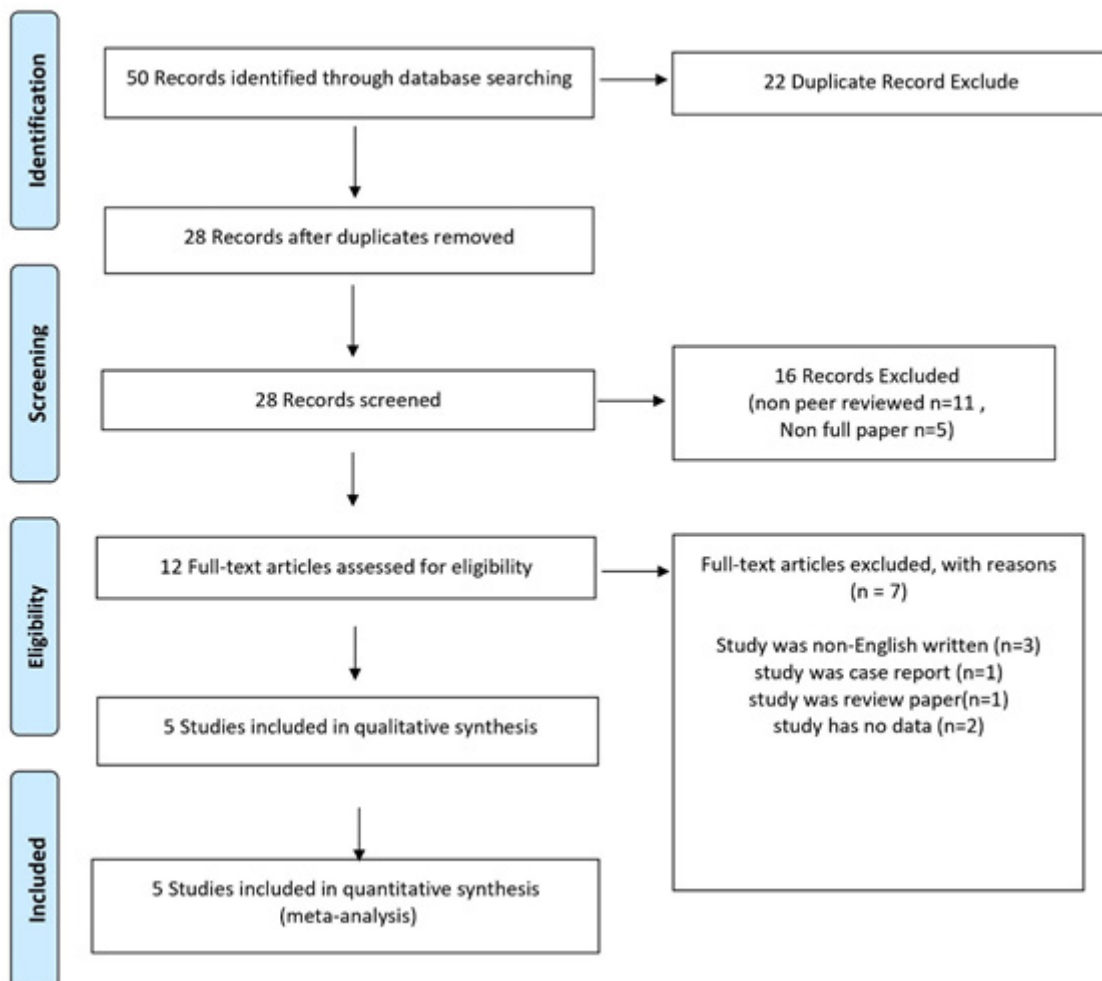 Identification
50 Records identified through database searching
22 Duplicate Record Exclude
28 Records after duplicates removed
Screening
28 Records screened
16 Records Excluded
(non peer reviewed n=11 ,
Non full paper n=5)
Eligibility
12 Full-text articles assessed for eligibility
Full-text articles excluded, with reasons
(n = 7)
Study was non-English written (n=3)
study was case report (n=1)
study was review paper(n=1)
study has no data (n=2)
5 Studies included in qualitative synthesis
Included
5 Studies included in quantitative synthesis
(meta-analysis)